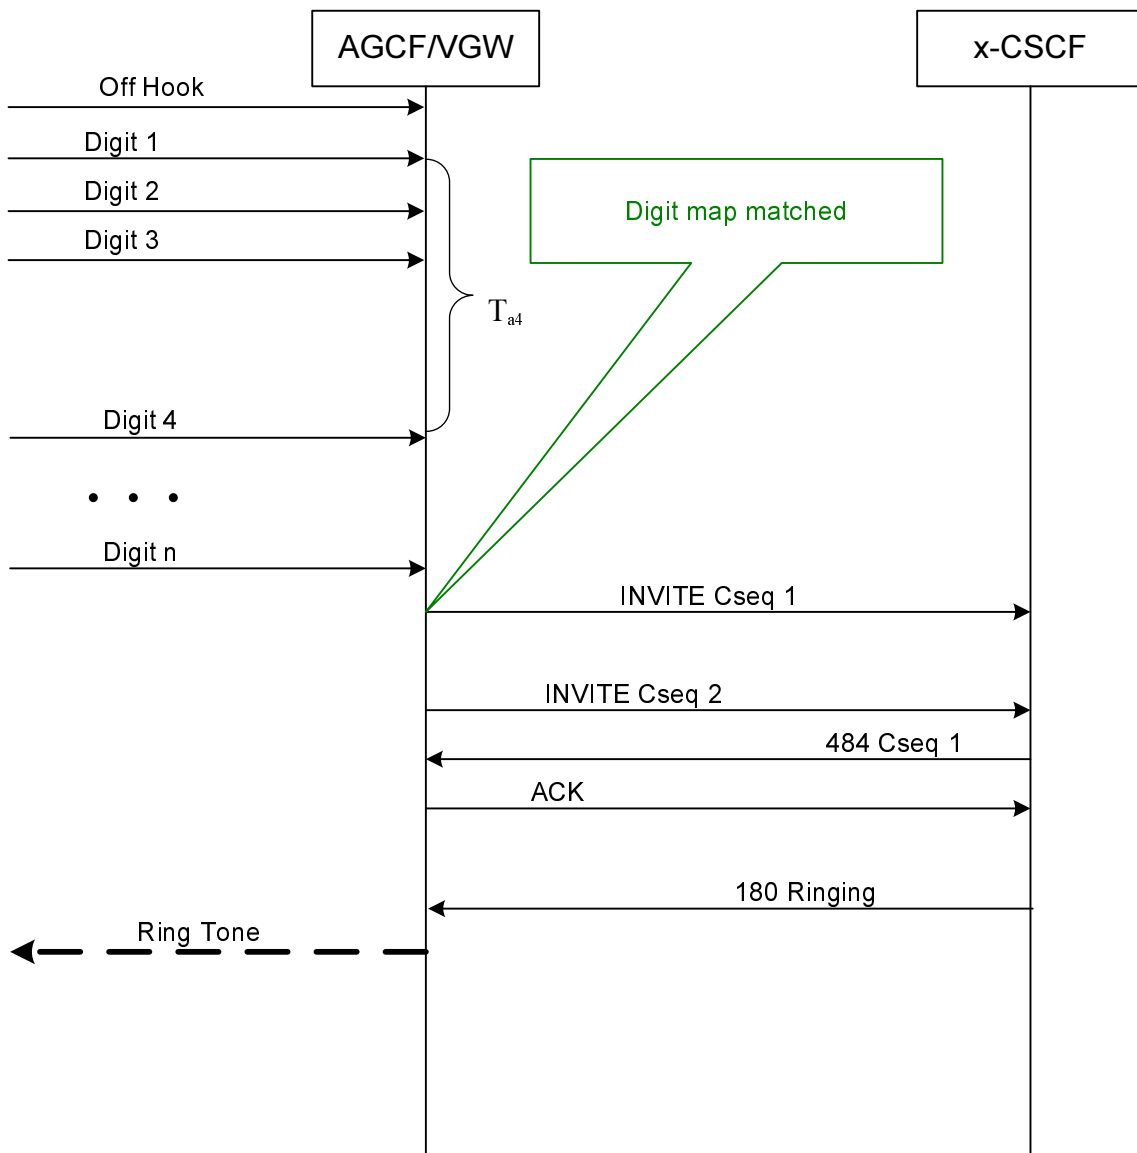 AGCF/VGW
x-CSCF
Off Hook
Digit 1
Digit 2
Digit map matched
Digit 3
Ta4
Digit 4
. . .
Digit n
INVITE Cseq 1
INVITE Cseq 2
484 Cseq 1
ACK
180 Ringing
Ring Tone